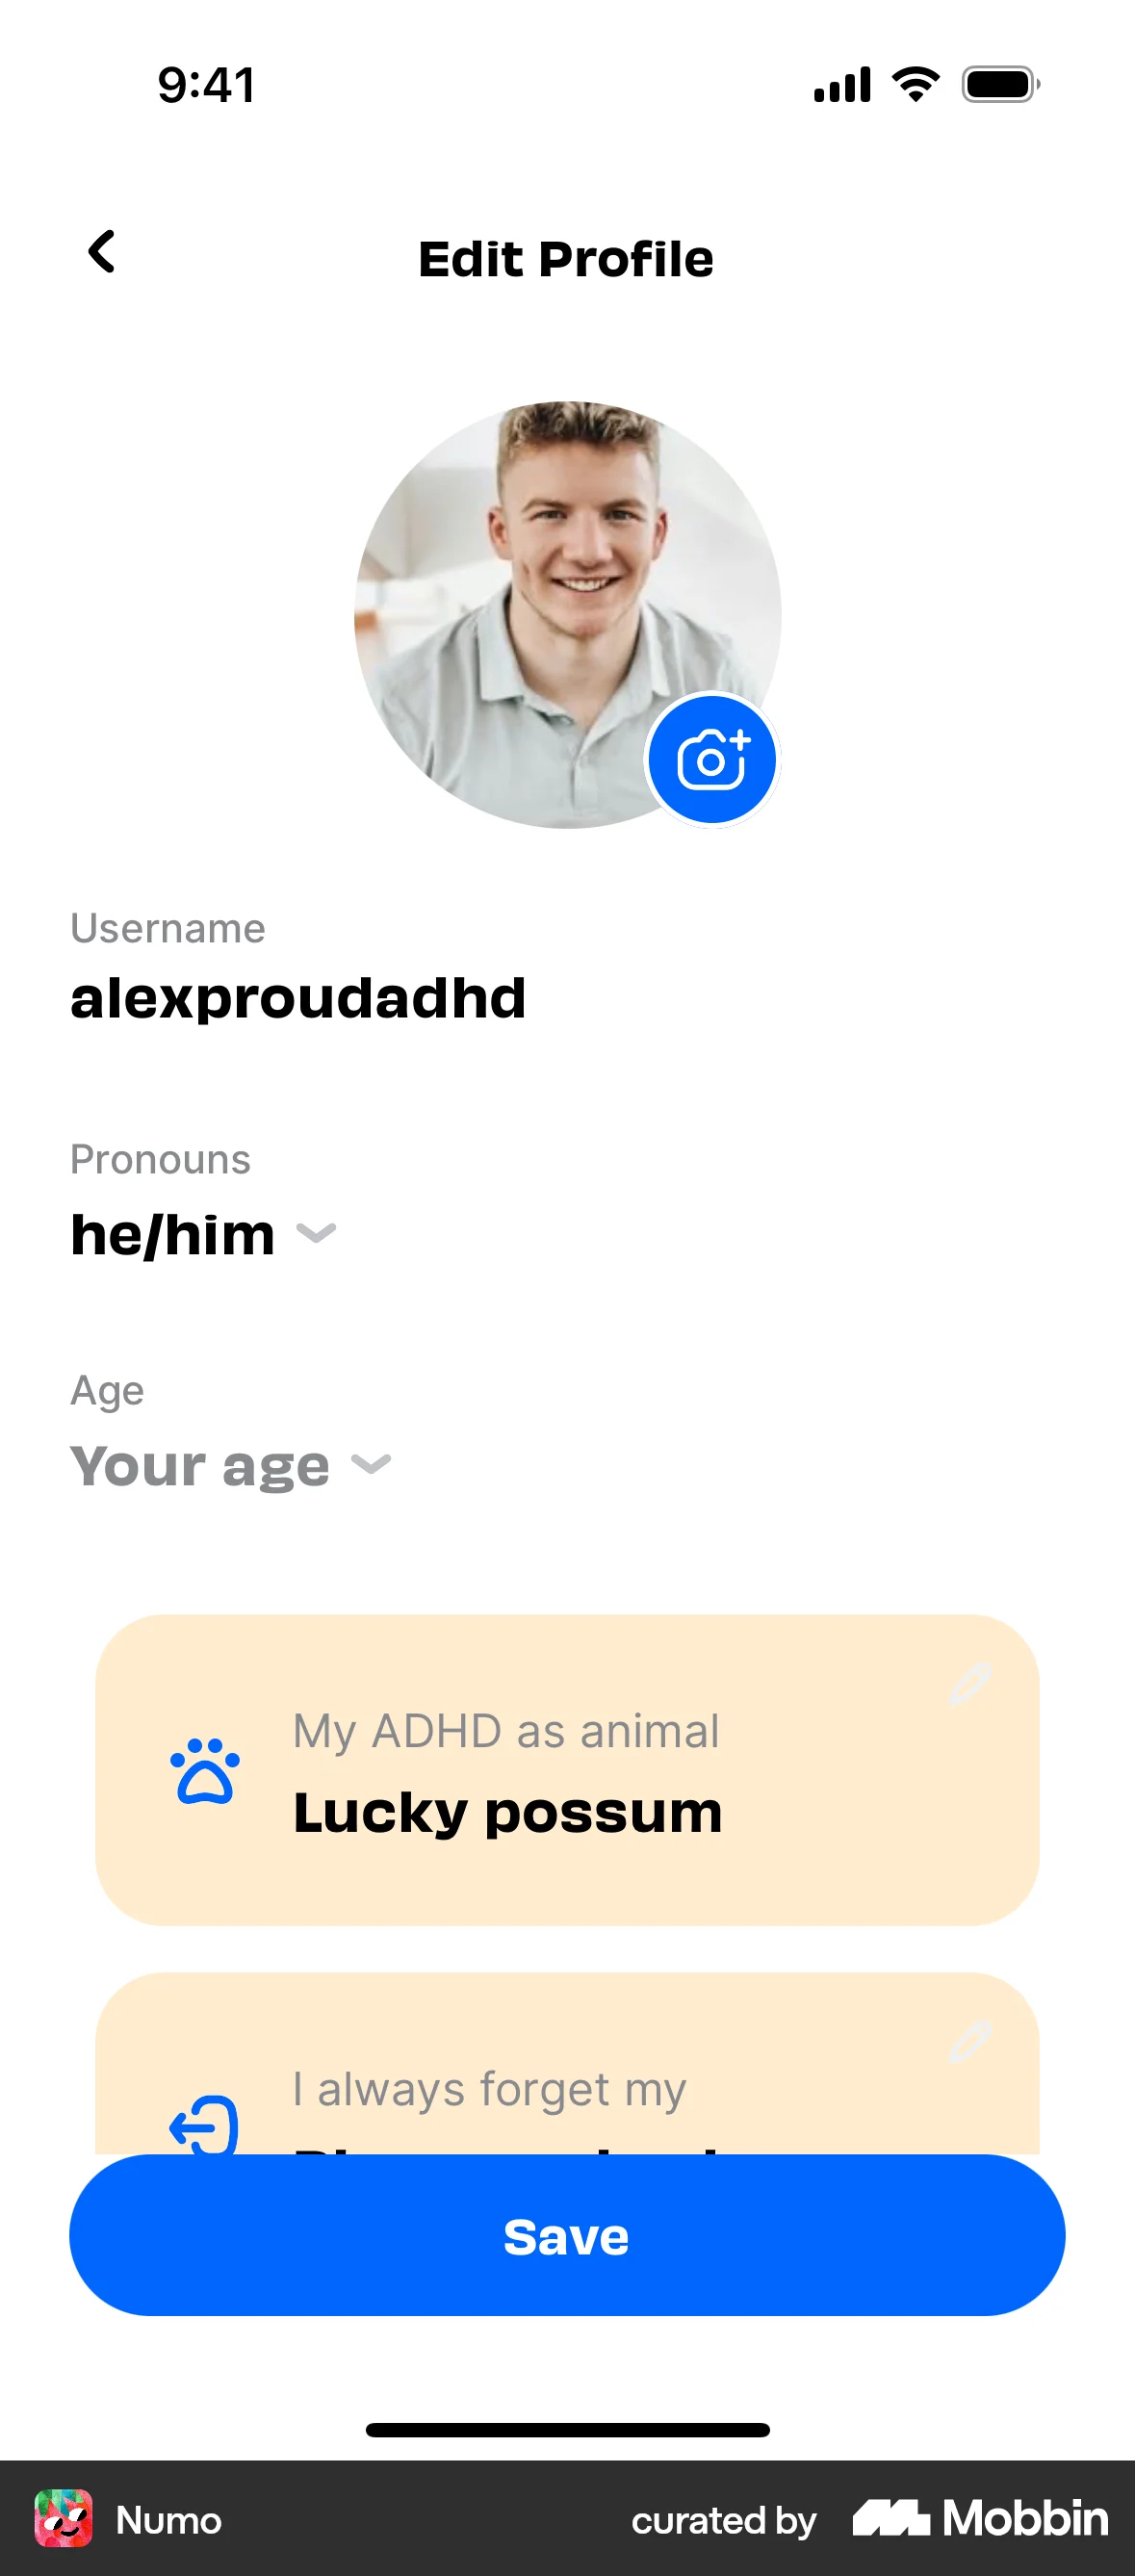 9:41
Edit Profile
Username
alexproudadhd
Pronouns
he/him
Age
Your age
My ADHD as animal
Lucky possum
I always forget my
Save
Numo
curated by Mobbin